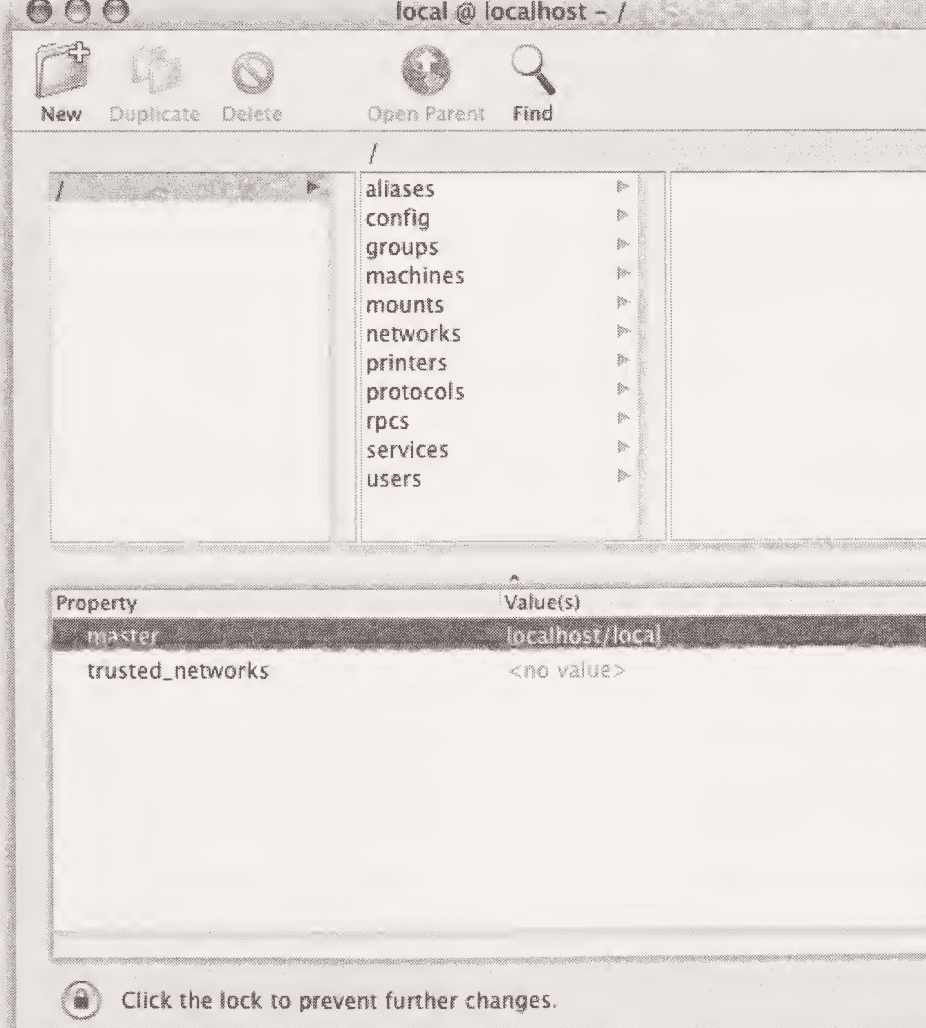 local @ localhost – /
New Duplicate Delete Open Parent Find
/
/
aliases
config
groups
machines
mounts
networks
printers
protocols
rpcs
services
users
Property Value(s)
master localhost/local
trusted_networks <no value>
Click the lock to prevent further changes.